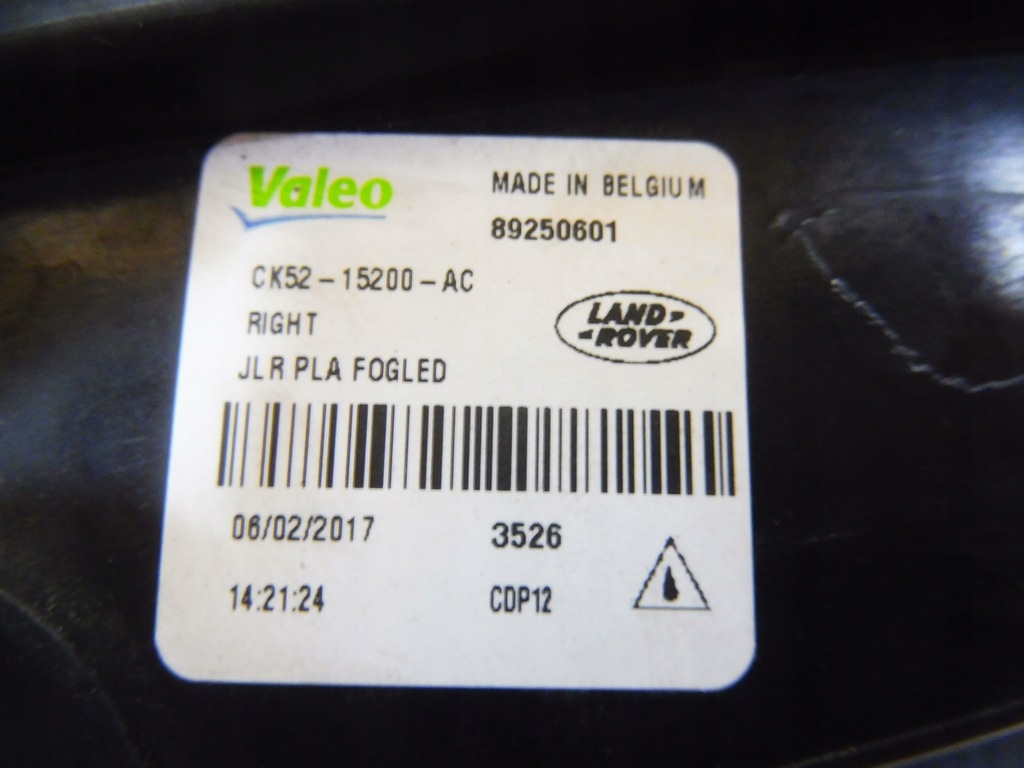 Valeo
MADE IN BELGIUM
89250601
CK52-15200-AC
RIGHT
LAND
ROVER
JLR PLA FOGLED
06/02/2017
3526
14:21:24
CDP12